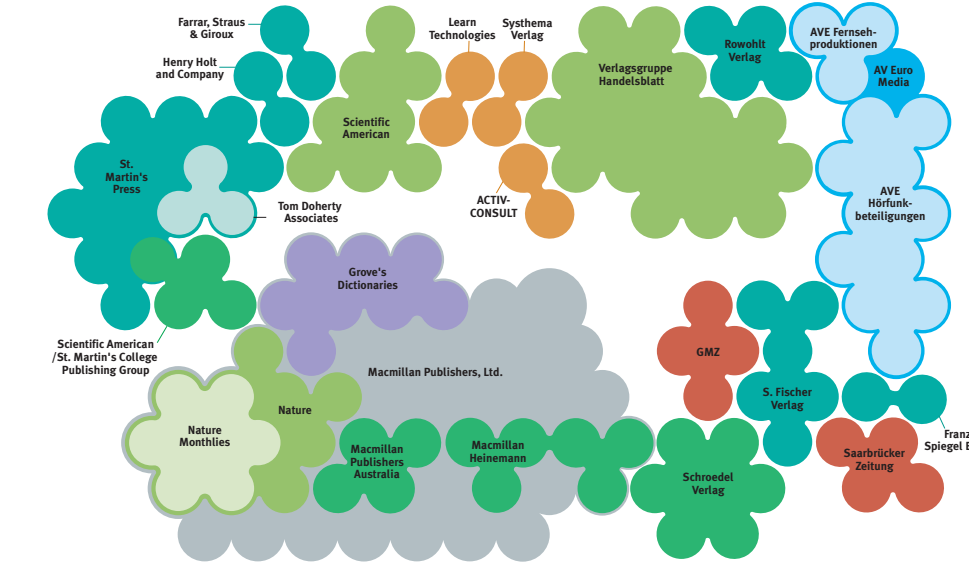 Farrar, Straus
& Giroux
Learn
Technologies
Systhema
Verlag
Rowohlt
Verlag
AVE Fernseh-
produktionen
Henry Holt
and Company
Verlagsgruppe
Handelsblatt
AV Euro
Media
Scientific
American
St.
Martin's
Press
Tom Doherty
Associates
ACTIV-
CONSULT
AVE
Hörfunk-
beteiligungen
Grove's
Dictionaries
Scientific American
/St. Martin's College
Publishing Group
Macmillan Publishers, Ltd.
GMZ
S. Fischer
Verlag
Nature
Nature
Monthlies
Macmillan
Publishers
Australia
Macmillan
Heinemann
Schroedel
Verlag
Saarbrücker
Zeitung
Franz
Spiegel